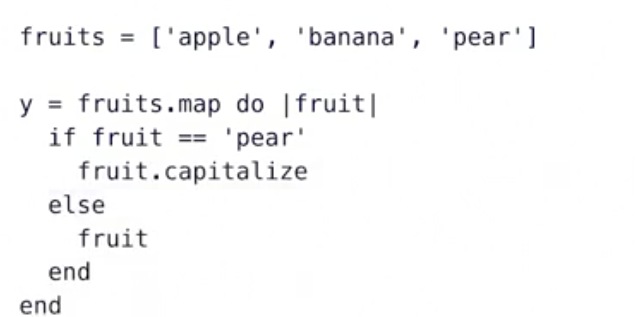 fruits = ['apple', 'banana', 'pear']
y = fruits.map do |fruit|
  if fruit == 'pear'
    fruit.capitalize
  else
    fruit
  end
end